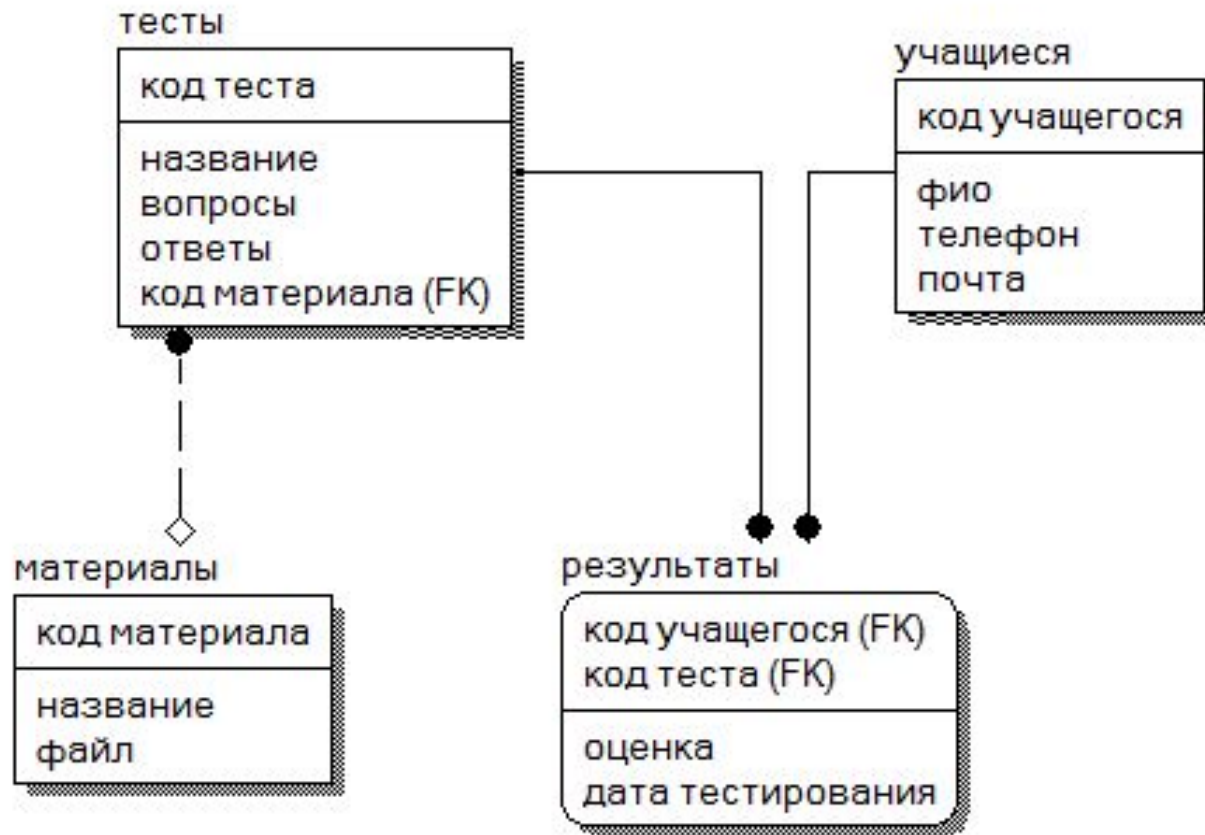 тесты
код теста
название
вопросы
ответы
код материала (FK)
учащиеся
код учащегося
фио
телефон
почта
материалы
код материала
название
файл
результаты
код учащегося (FK)
код теста (FK)
оценка
дата тестирования